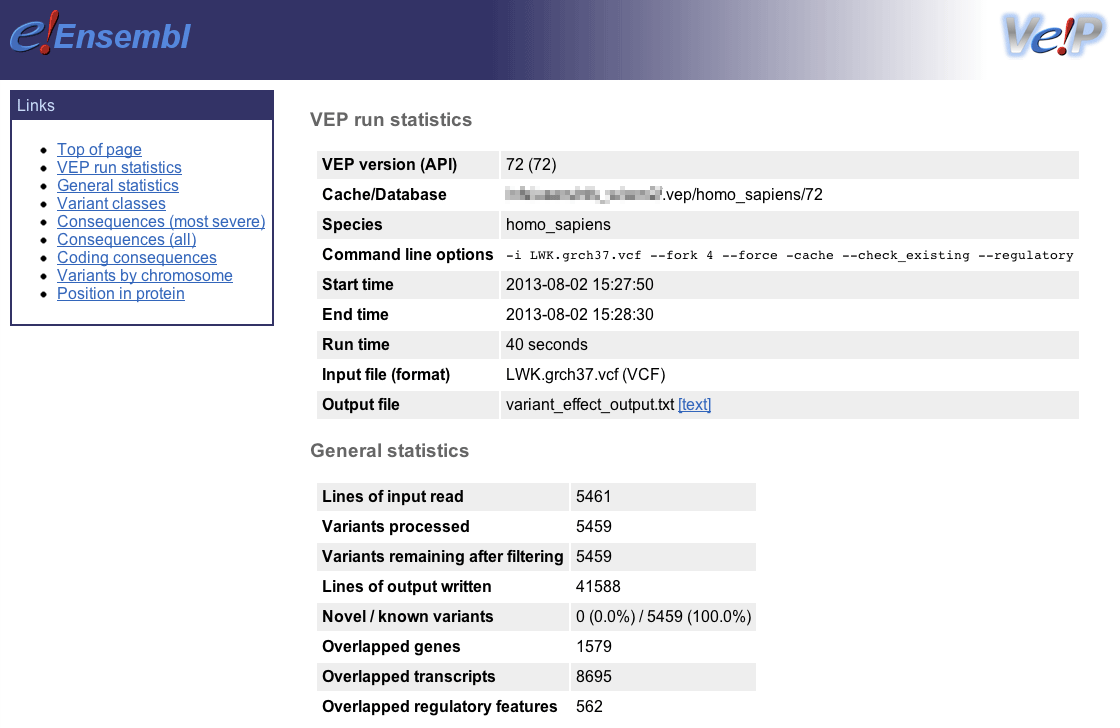 e!Ensembl
Ve!P
Links
Top of page
VEP run statistics
General statistics
Variant classes
Consequences (most severe)
Consequences (all)
Coding consequences
Variants by chromosome
Position in protein
VEP run statistics
VEP version (API) 72 (72)
Cache/Database .vep/homo_sapiens/72
Species homo_sapiens
Command line options -i LWK.grch37.vcf --fork 4 --force -cache --check_existing --regulatory
Start time 2013-08-02 15:27:50
End time 2013-08-02 15:28:30
Run time 40 seconds
Input file (format) LWK.grch37.vcf (VCF)
Output file variant_effect_output.txt [text]
General statistics
Lines of input read 5461
Variants processed 5459
Variants remaining after filtering 5459
Lines of output written 41588
Novel / known variants 0 (0.0%) / 5459 (100.0%)
Overlapped genes 1579
Overlapped transcripts 8695
Overlapped regulatory features 562